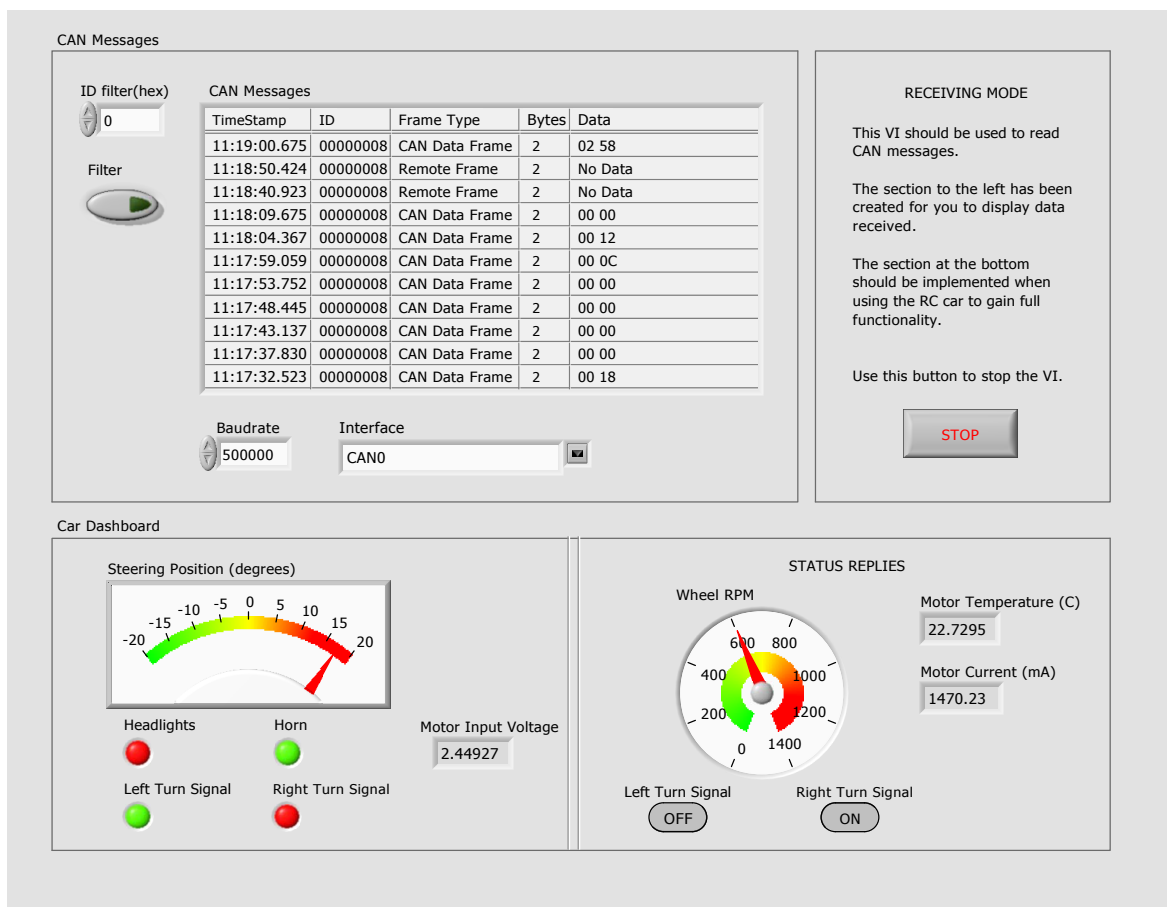 CAN Messages
ID filter(hex)
0
Filter
CAN Messages
TimeStamp ID Frame Type Bytes Data
11:19:00.675 00000008 CAN Data Frame 2 02 58
11:18:50.424 00000008 Remote Frame 2 No Data
11:18:40.923 00000008 Remote Frame 2 No Data
11:18:09.675 00000008 CAN Data Frame 2 00 00
11:18:04.367 00000008 CAN Data Frame 2 00 12
11:17:59.059 00000008 CAN Data Frame 2 00 0C
11:17:53.752 00000008 CAN Data Frame 2 00 00
11:17:48.445 00000008 CAN Data Frame 2 00 00
11:17:43.137 00000008 CAN Data Frame 2 00 00
11:17:37.830 00000008 CAN Data Frame 2 00 00
11:17:32.523 00000008 CAN Data Frame 2 00 18
Baudrate
500000
Interface
CAN0
RECEIVING MODE
This VI should be used to read
CAN messages.
The section to the left has been
created for you to display data
received.
The section at the bottom
should be implemented when
using the RC car to gain full
functionality.
Use this button to stop the VI.
STOP
Car Dashboard
Steering Position (degrees)
-20 -15 -10 -5 0 5 10 15 20
Headlights
Horn
Left Turn Signal
Right Turn Signal
Motor Input Voltage
2.44927
STATUS REPLIES
Wheel RPM
0 200 400 600 800 1000 1200 1400
Motor Temperature (C)
22.7295
Motor Current (mA)
1470.23
Left Turn Signal
OFF
Right Turn Signal
ON